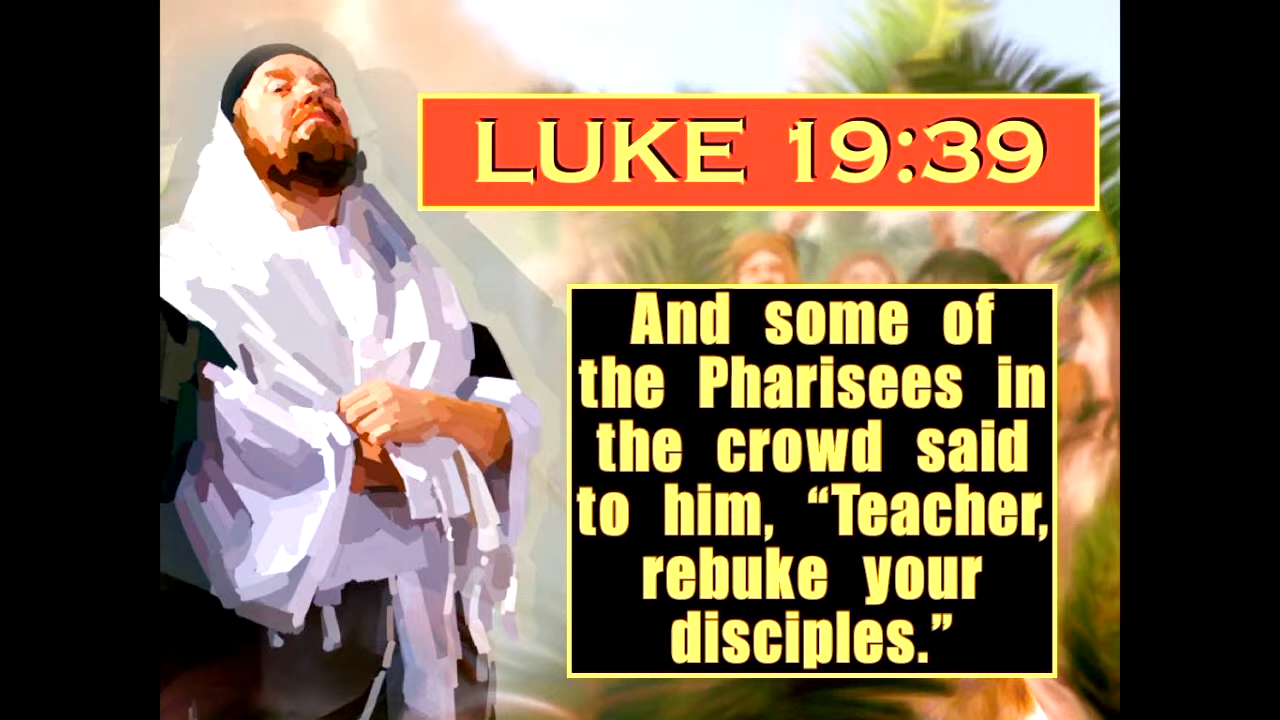 LUKE 19:39
And some of
the Pharisees in
the crowd said
to him, “Teacher,
rebuke your
disciples.”